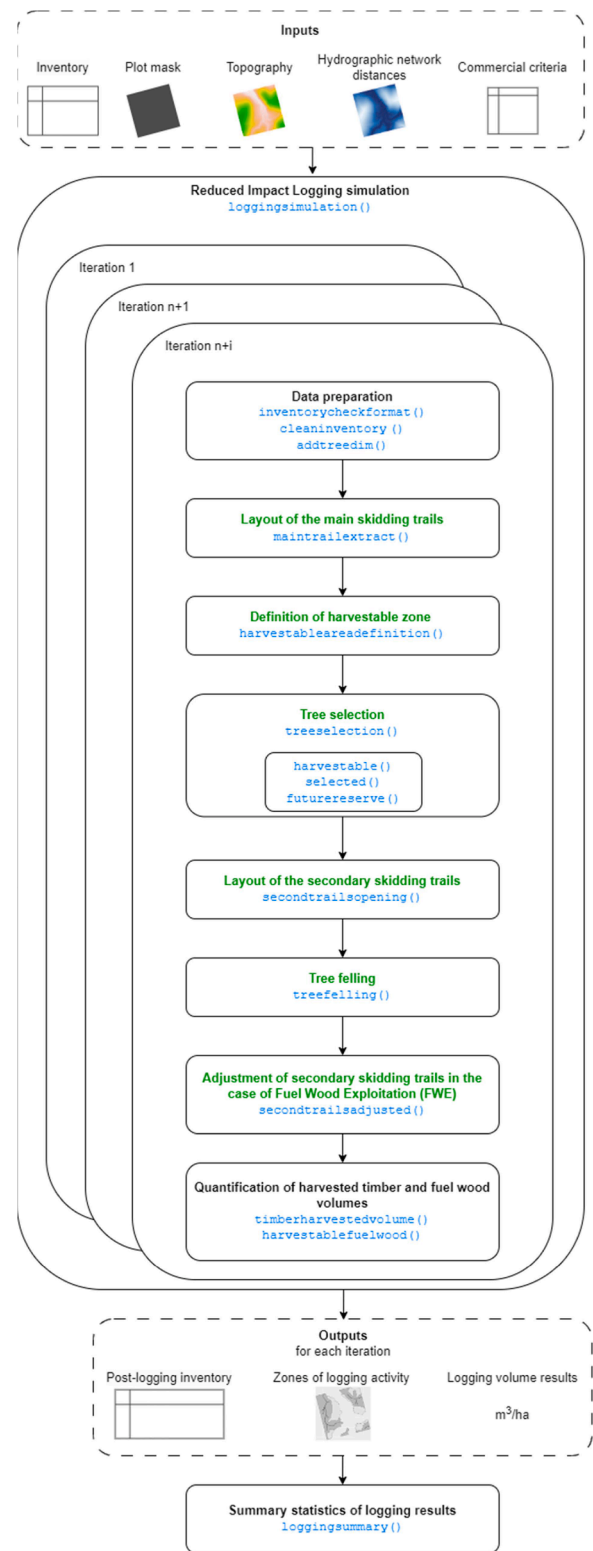 Inputs
Inventory
Plot mask
Topography
Hydrographic network
distances
Commercial criteria
Reduced Impact Logging simulation
loggingsimulation()
Iteration 1
Iteration n+1
Iteration n+i
Data preparation
inventorycheckformat()
cleaninventory()
addtreedim()
Layout of the main skidding trails
maintrailextract()
Definition of harvestable zone
harvestableareadefinition()
Tree selection
treeselection()
harvestable()
selected()
futurereserve()
Layout of the secondary skidding trails
secondtrailsopening()
Tree felling
treefelling()
Adjustment of secondary skidding trails in the
case of Fuel Wood Exploitation (FWE)
secondtrailsadjusted()
Quantification of harvested timber and fuel wood
volumes
timberharvestedvolume()
harvestablefuelwood()
Outputs
for each iteration
Post-logging inventory
Zones of logging activity
Logging volume results
m³/ha
Summary statistics of logging results
loggingsummary()